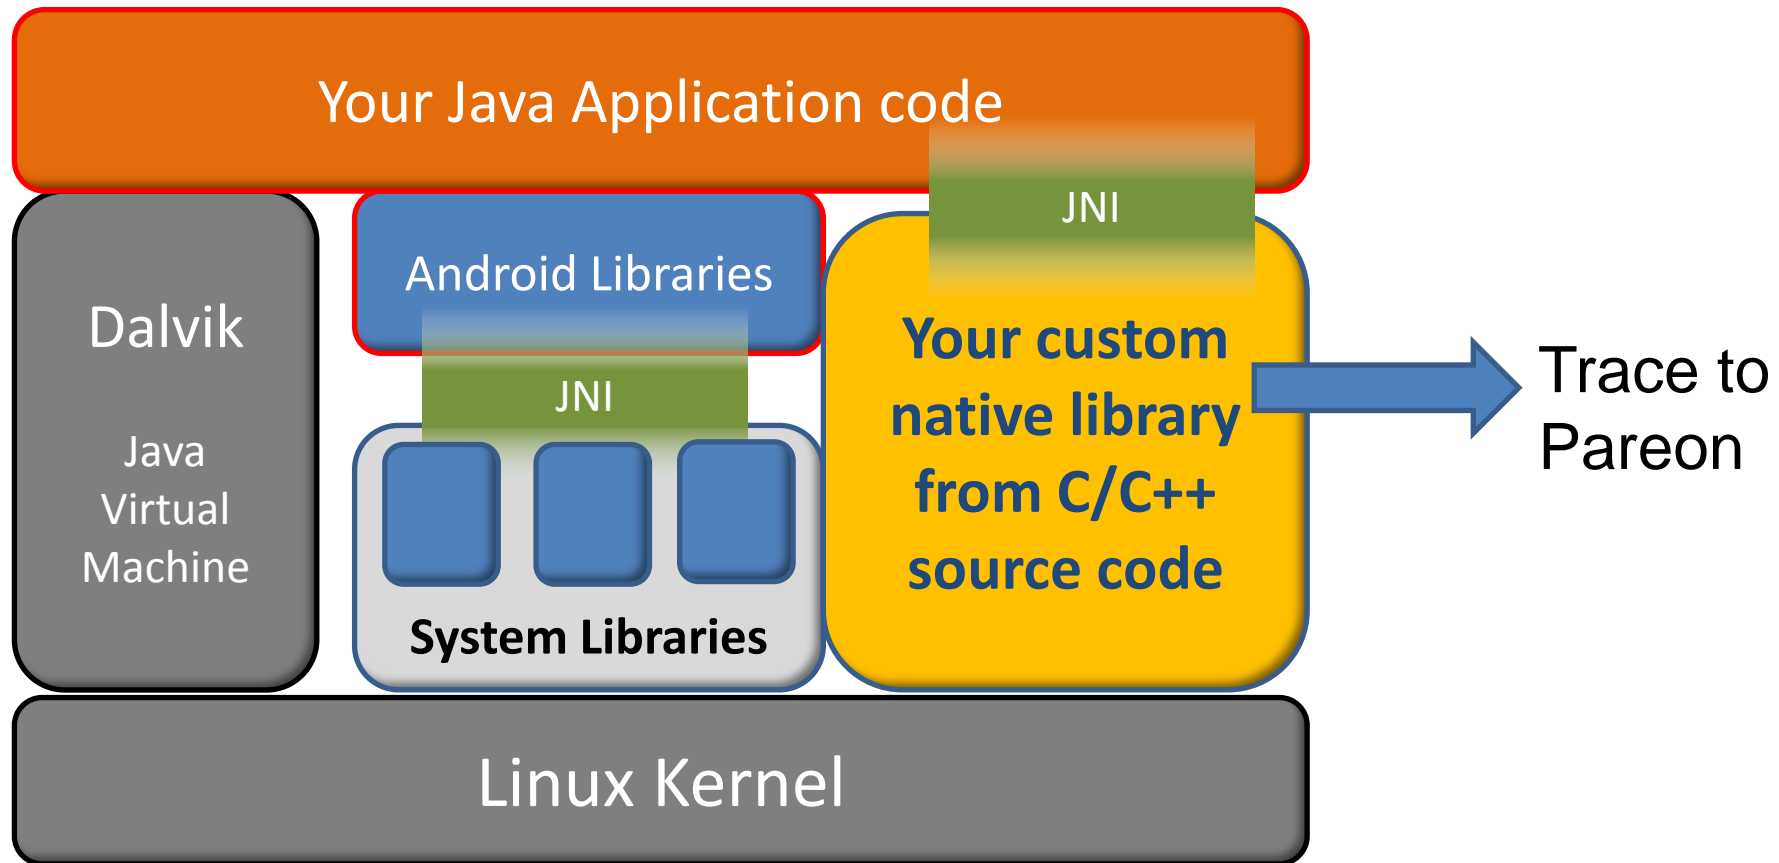 Your Java Application code
JNI
Android Libraries
Dalvik
Java
Virtual
Machine
JNI
System Libraries
Your custom
native library
from C/C++
source code
Trace to
Pareon
Linux Kernel